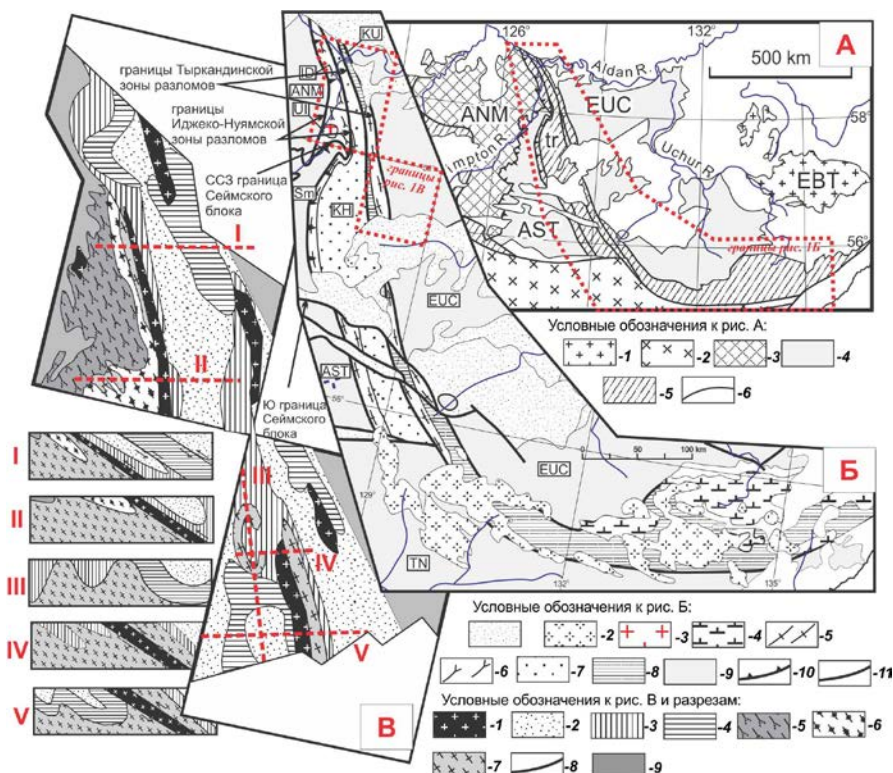 границы Тыркандинской
зоны разломов
границы
Иджеко-Нуямской
зоны разломов
ССЗ граница
Сеймского
блока
Ю граница
Сеймского
блока
KU
ID
ANM
UI
Sm
KH
AST
EUC
EUC
TN
границы
рис. 1В
56°
129°
132°
135°
0 50 100 km
Б
126°
132°
Aldan R.
А
500 km
ANM
EUC
58°
tr
Uchur R.
EBT
AST
56°
границы рис. 1Б
Условные обозначения к рис. А:
-1 -2 -3 -4
-5 -6
I
II
I
II
III
IV
V
III
IV
V
В
Условные обозначения к рис. Б:
-2 -3 -4 -5
-6 -7 -8 -9 -10 -11
Условные обозначения к рис. В и разрезам:
-1 -2 -3 -4 -5 -6
-7 -8 -9